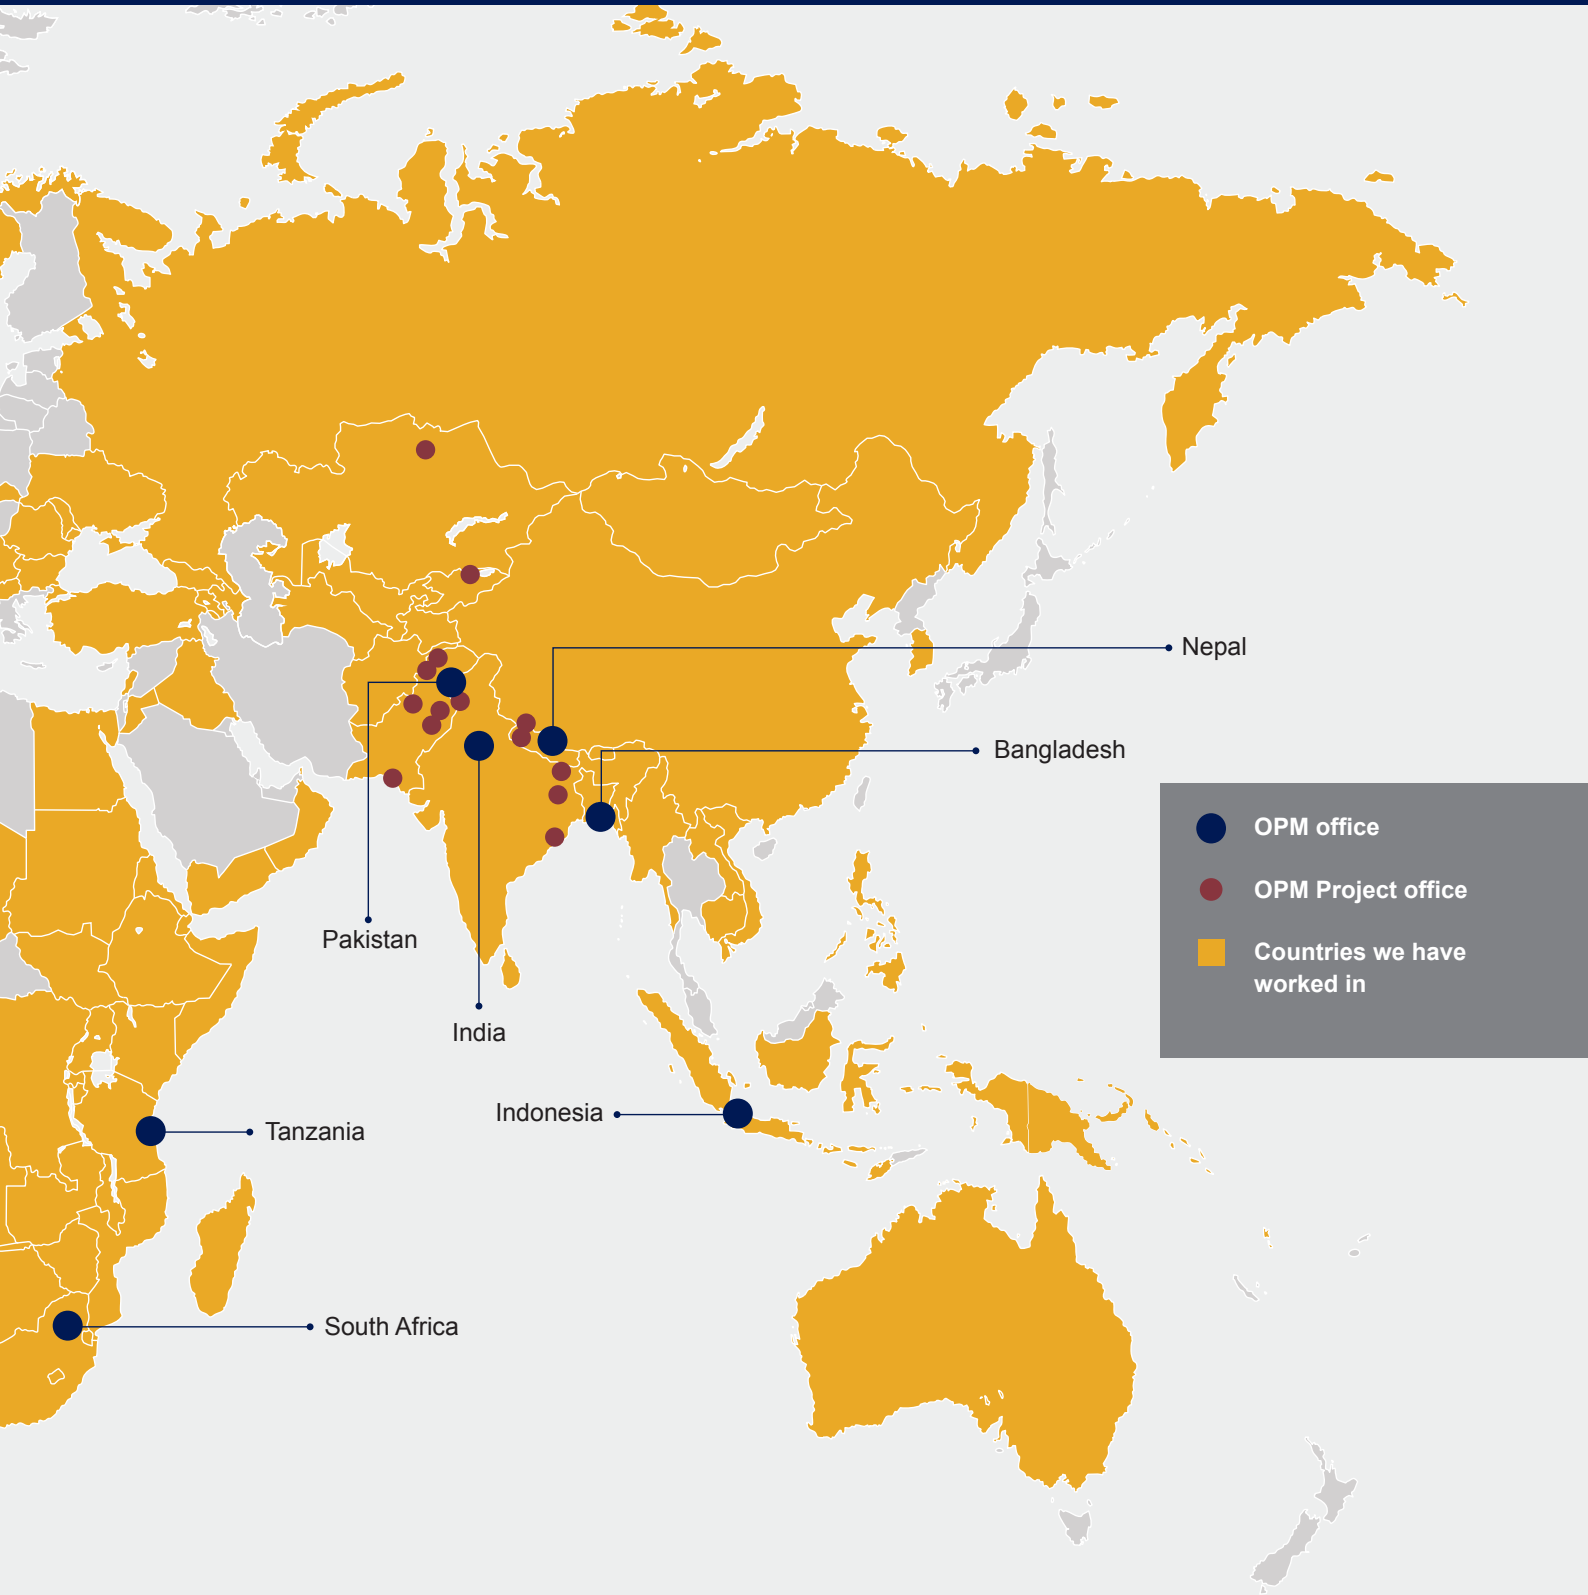 Nepal
Bangladesh
OPM office
OPM Project office
Countries we have
worked in
Pakistan
India
Indonesia
Tanzania
South Africa